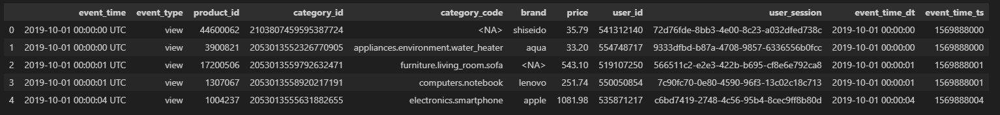 event_time event_type product_id category_id category_code brand price user_id user_session event_time_dt event_time_ts
0 2019-10-01 00:00:00 UTC view 44600062 2103807459595387724 <NA> shiseido 35.79 541312140 72d76fde-8bb3-4e00-8c23-a032dfed738c 2019-10-01 00:00:00 1569888000
1 2019-10-01 00:00:00 UTC view 3900821 2053013552326770905 appliances.environment.water_heater aqua 33.20 554748717 9333dfbd-b87a-4708-9857-6336556b0fcc 2019-10-01 00:00:00 1569888000
2 2019-10-01 00:00:01 UTC view 17200506 2053013559792632471 furniture.living_room.sofa <NA> 543.10 519107250 566511c2-e2e3-422b-b695-cf8e6e792ca8 2019-10-01 00:00:01 1569888001
3 2019-10-01 00:00:01 UTC view 1307067 2053013558920217191 computers.notebook lenovo 251.74 550050854 7c90fc70-0e80-4590-96f3-13c02c18c713 2019-10-01 00:00:01 1569888001
4 2019-10-01 00:00:04 UTC view 1004237 2053013555631882655 electronics.smartphone apple 1081.98 535871217 c6bd7419-2748-4c56-95b4-8cec9ff8b80d 2019-10-01 00:00:04 1569888004